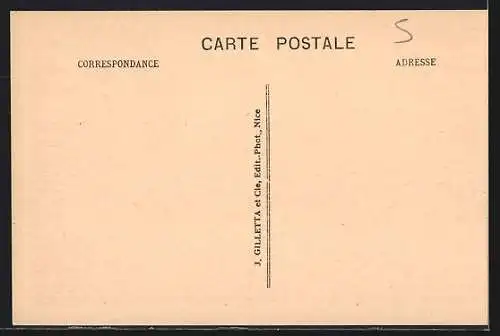 CARTE POSTALE
S
CORRESPONDANCE
ADRESSE
J. GILLETTA et Cie, Edit.-Phot., Nice